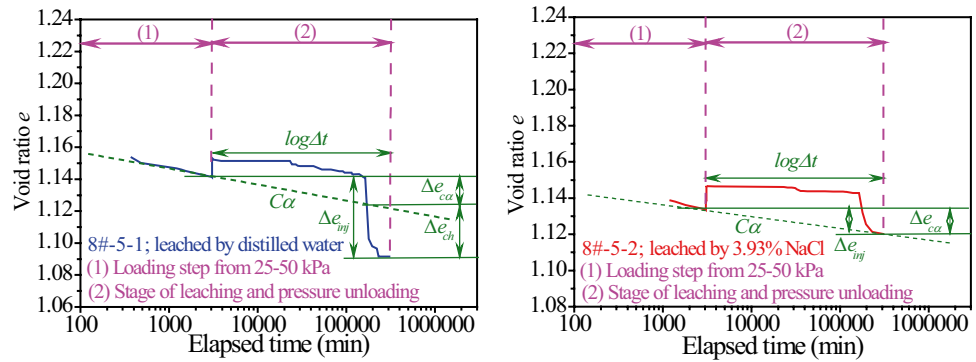 1.24
1.22
1.20
1.18
1.16
1.14
1.12
1.10
1.08
1.06
Void ratio e
(1)
(2)
logΔt
Cα
Δe_inj
Δe_cα
Δe_ch
8#-5-1; leached by distilled water
(1) Loading step from 25-50 kPa
(2) Stage of leaching and pressure unloading
100
1000
10000
100000
1000000
Elapsed time (min)
1.24
1.22
1.20
1.18
1.16
1.14
1.12
1.10
1.08
Void ratio e
(1)
(2)
logΔt
Cα
Δe_inj
Δe_cα
8#-5-2; leached by 3.93% NaCl
(1) Loading step from 25-50 kPa
(2) Stage of leaching and pressure unloading
100
1000
10000
100000
1000000
Elapsed time (min)